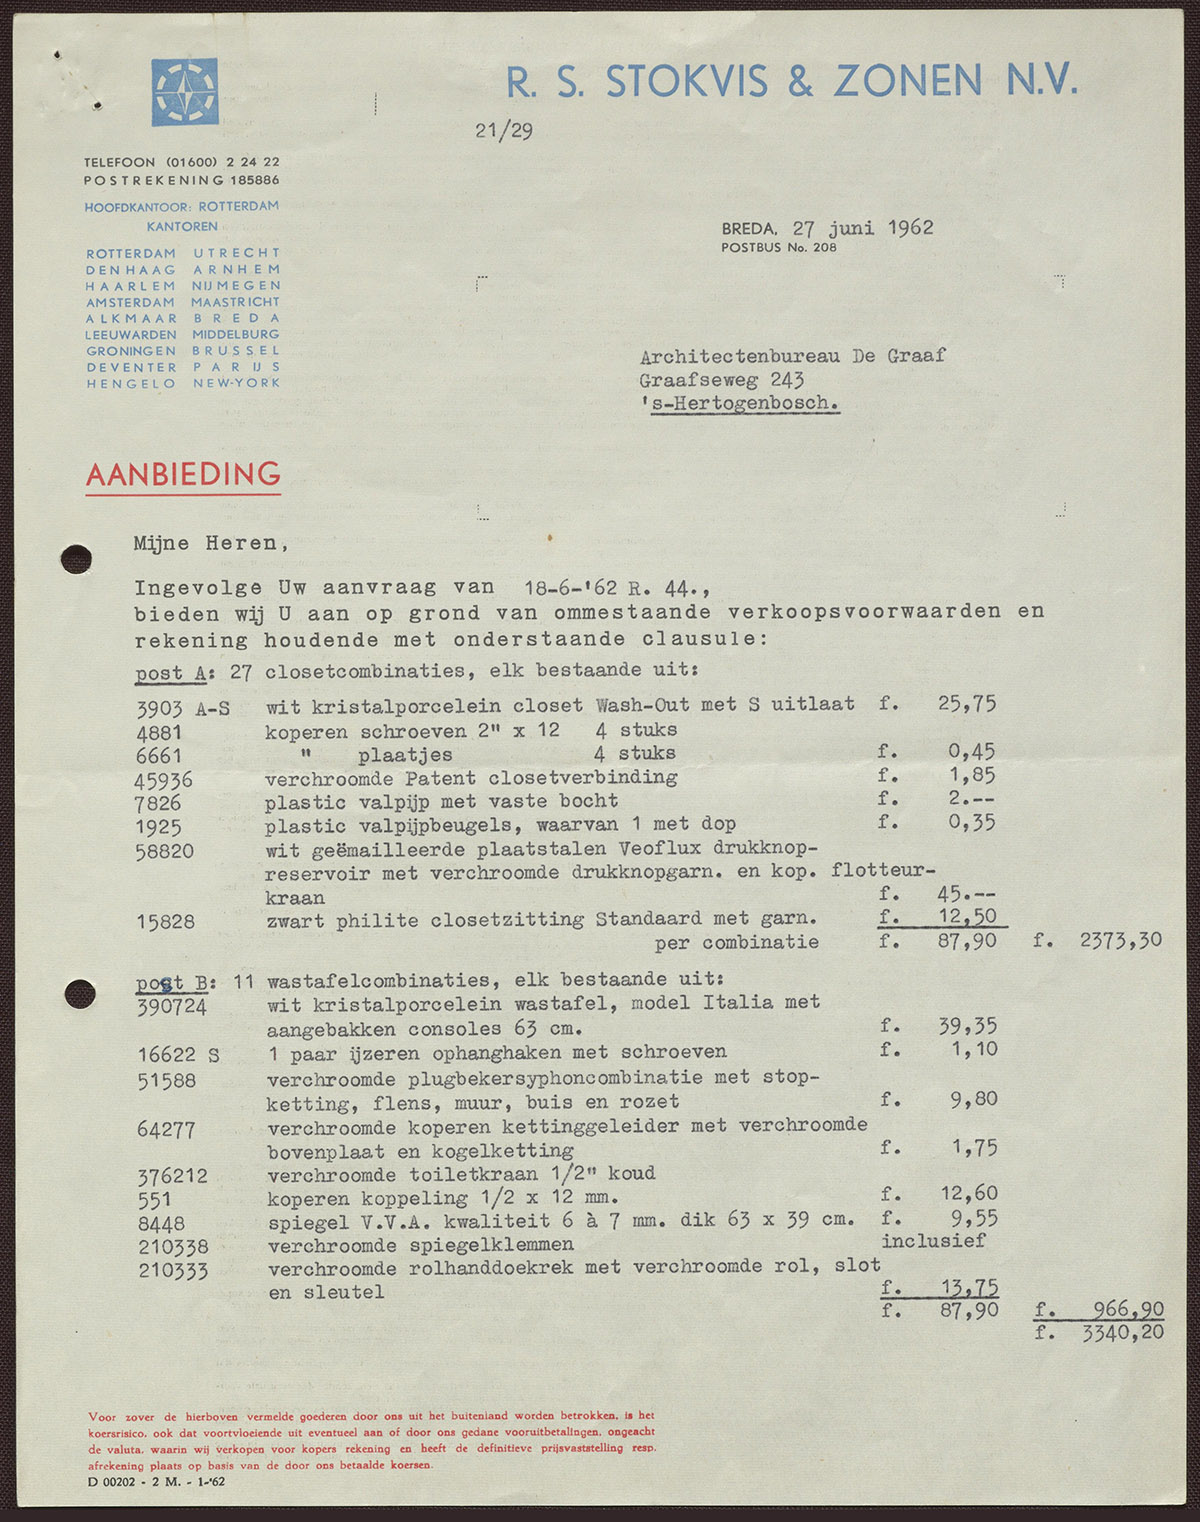 R. S. STOKVIS & ZONEN N.V.
21/29
TELEFOON (01600) 2 24 22
POSTREKENING 185886
HOOFDKANTOOR: ROTTERDAM
KANTOREN
ROTTERDAM UTRECHT
DEN HAAG ARNHEM
HAARLEM NIJMEGEN
AMSTERDAM MAASTRICHT
ALKMAAR BREDA
LEEUWARDEN MIDDELBURG
GRONINGEN BRUSSEL
DEVENTER PARIJS
HENGELO NEW-YORK
BREDA, 27 juni 1962
POSTBUS No. 208
Architectenbureau De Graaf
Graafseweg 243
's-Hertogenbosch.
AANBIEDING
Mijne Heren,
Ingevolge Uw aanvraag van 18-6-'62 R. 44.,
bieden wij U aan op grond van ommestaande verkoopsvoorwaarden en
rekening houdende met onderstaande clausule:
post A: 27 closetcombinaties, elk bestaande uit:
3903 A-S wit kristalporcelein closet Wash-Out met S uitlaat f. 25,75
4881 koperen schroeven 2" x 12 4 stuks
6661 " plaatjes 4 stuks f. 0,45
45936 verchroomde Patent closetverbinding f. 1,85
7826 plastic valpijp met vaste bocht f. 2.--
1925 plastic valpijpbeugels, waarvan 1 met dop f. 0,35
58820 wit geëmailleerde plaatstalen Veoflux drukknop-
reservoir met verchroomde drukknopgarn. en kop. flotteur-
kraan f. 45.--
15828 zwart philite closetzitting Standaard met garn. f. 12,50
per combinatie f. 87,90 f. 2373,30
post B: 11 wastafelcombinaties, elk bestaande uit:
390724 wit kristalporcelein wastafel, model Italia met
aangebakken consoles 63 cm. f. 39,35
16622 S 1 paar ijzeren ophanghaken met schroeven f. 1,10
51588 verchroomde plugbekersyphoncombinatie met stop-
ketting, flens, muur, buis en rozet f. 9,80
64277 verchroomde koperen kettinggeleider met verchroomde
bovenplaat en kogelketting f. 1,75
376212 verchroomde toiletkraan 1/2" koud
551 koperen koppeling 1/2 x 12 mm. f. 12,60
8448 spiegel V.V.A. kwaliteit 6 à 7 mm. dik 63 x 39 cm. f. 9,55
210338 verchroomde spiegelklemmen inclusief
210333 verchroomde rolhanddoekrek met verchroomde rol, slot
en sleutel f. 13,75
f. 87,90 f. 966,90
f. 3340,20
Voor zover de hierboven vermelde goederen door ons uit het buitenland worden betrokken, is het
koersrisico, ook dat voortvloeiende uit eventueel aan of door ons gedane vooruitbetalingen, ongeacht
de valuta, waarin wij verkopen voor kopers rekening en heeft de definitieve prijsvaststelling resp.
afrekening plaats op basis van de door ons betaalde koersen.
D 00202 - 2 M. - 1-'62